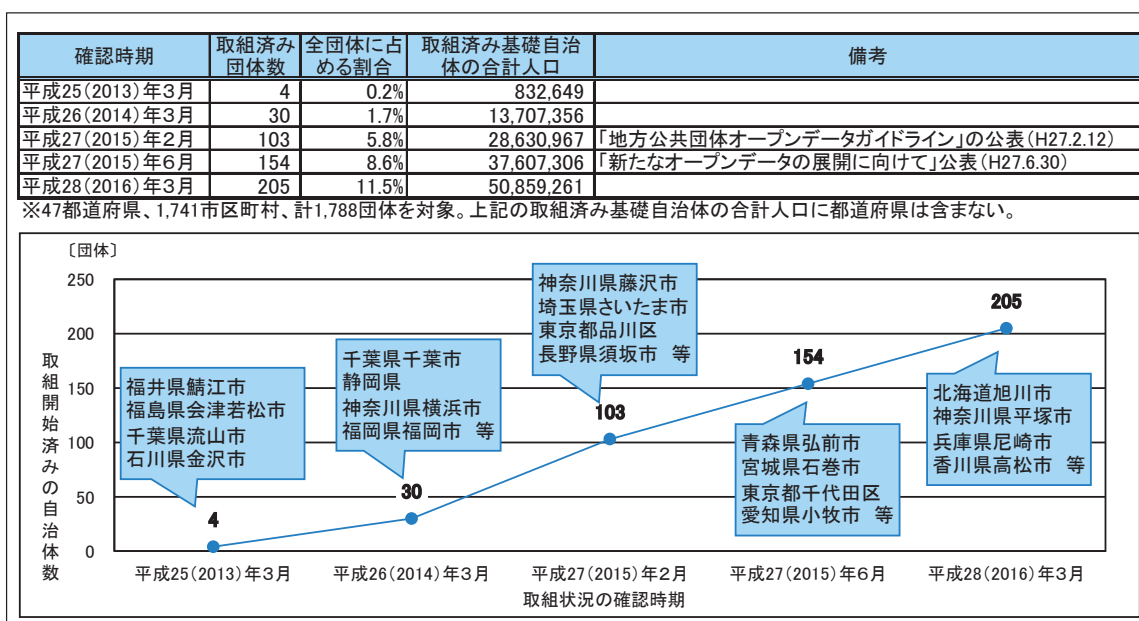 確認時期 取組済み団体数 全団体に占める割合 取組済み基礎自治体の合計人口 備考
平成25(2013)年3月 4 0.2% 832,649
平成26(2014)年3月 30 1.7% 13,707,356
平成27(2015)年2月 103 5.8% 28,630,967 「地方公共団体オープンデータガイドライン」の公表(H27.2.12)
平成27(2015)年6月 154 8.6% 37,607,306 「新たなオープンデータの展開に向けて」公表(H27.6.30)
平成28(2016)年3月 205 11.5% 50,859,261
※47都道府県、1,741市区町村、計1,788団体を対象。上記の取組済み基礎自治体の合計人口に都道府県は含まない。
〔団体〕
取組開始済みの自治体数
250
200
150
100
50
0
福井県鯖江市
福島県会津若松市
千葉県流山市
石川県金沢市
4
千葉県千葉市
静岡県
神奈川県横浜市
福岡県福岡市 等
30
神奈川県藤沢市
埼玉県さいたま市
東京都品川区
長野県須坂市 等
103
154
青森県弘前市
宮城県石巻市
東京都千代田区
愛知県小牧市 等
205
北海道旭川市
神奈川県平塚市
兵庫県尼崎市
香川県高松市 等
平成25(2013)年3月 平成26(2014)年3月 平成27(2015)年2月 平成27(2015)年6月 平成28(2016)年3月
取組状況の確認時期